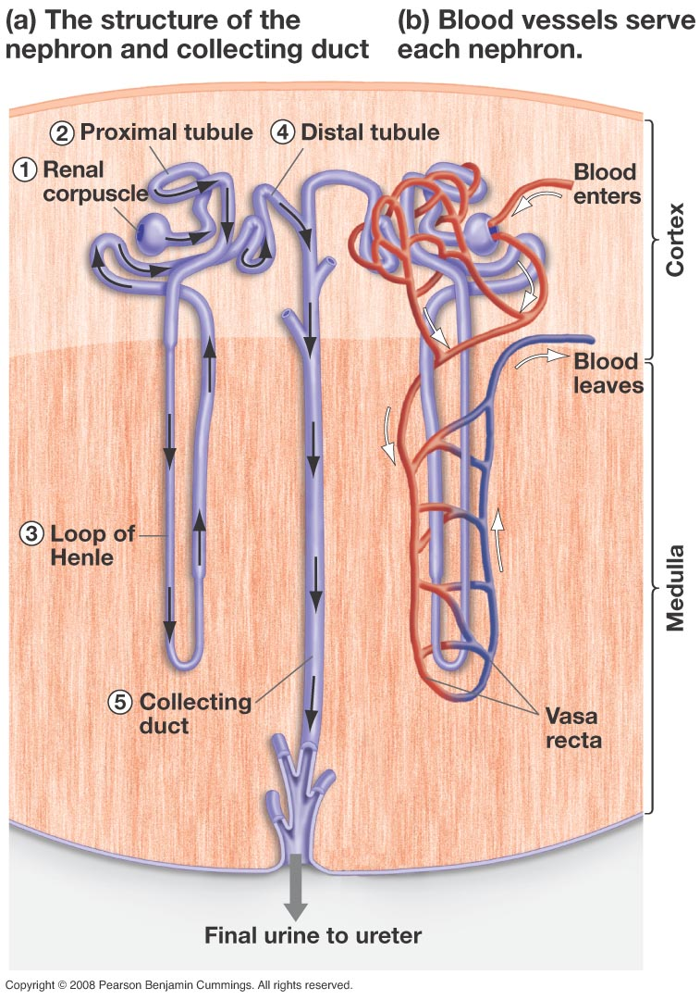 (a) The structure of the
nephron and collecting duct
(b) Blood vessels serve
each nephron.
2 Proximal tubule
4 Distal tubule
1 Renal
corpuscle
Blood
enters
Cortex
Blood
leaves
3 Loop of
Henle
Medulla
5 Collecting
duct
Vasa
recta
Final urine to ureter
Copyright © 2008 Pearson Benjamin Cummings. All rights reserved.